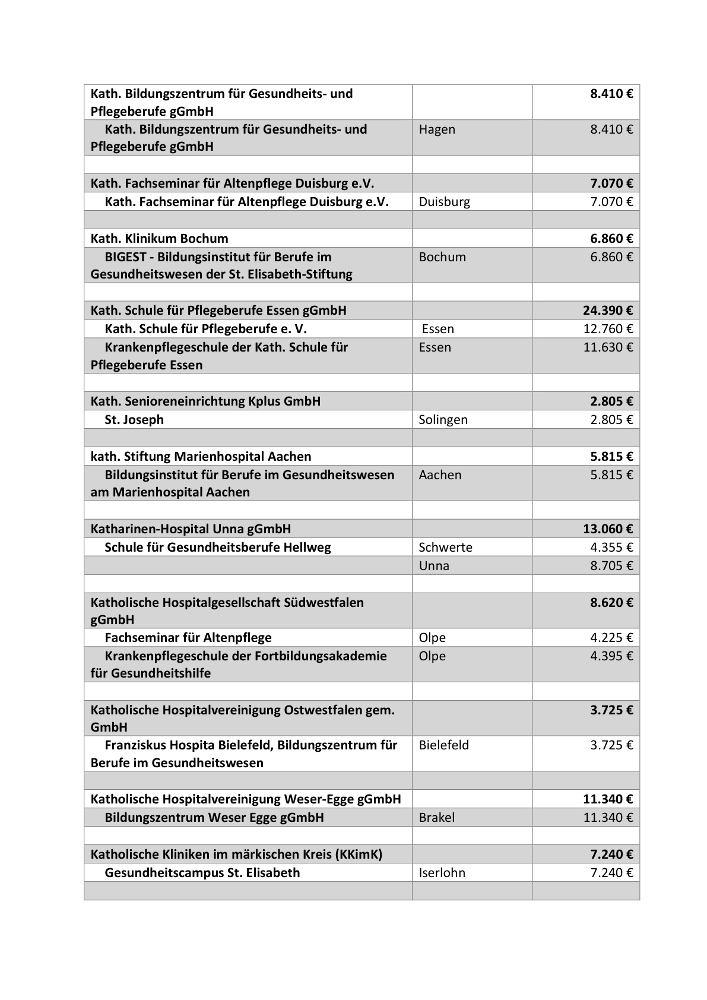 Kath. Bildungszentrum für Gesundheits- und 8.410 €
Pflegeberufe gGmbH
Kath. Bildungszentrum für Gesundheits- und Hagen 8.410 €
Pflegeberufe gGmbH
Kath. Fachseminar für Altenpflege Duisburg e.V. 7.070 €
Kath. Fachseminar für Altenpflege Duisburg e.V. Duisburg 7.070 €
Kath. Klinikum Bochum 6.860 €
BIGEST - Bildungsinstitut für Berufe im Bochum 6.860 €
Gesundheitswesen der St. Elisabeth-Stiftung
Kath. Schule für Pflegeberufe Essen gGmbH 24.390 €
Kath. Schule für Pflegeberufe e. V. Essen 12.760 €
Krankenpflegeschule der Kath. Schule für Essen 11.630 €
Pflegeberufe Essen
Kath. Senioreneinrichtung Kplus GmbH 2.805 €
St. Joseph Solingen 2.805 €
kath. Stiftung Marienhospital Aachen 5.815 €
Bildungsinstitut für Berufe im Gesundheitswesen Aachen 5.815 €
am Marienhospital Aachen
Katharinen-Hospital Unna gGmbH 13.060 €
Schule für Gesundheitsberufe Hellweg Schwerte 4.355 €
Unna 8.705 €
Katholische Hospitalgesellschaft Südwestfalen 8.620 €
gGmbH
Fachseminar für Altenpflege Olpe 4.225 €
Krankenpflegeschule der Fortbildungsakademie Olpe 4.395 €
für Gesundheitshilfe
Katholische Hospitalvereinigung Ostwestfalen gem. 3.725 €
GmbH
Franziskus Hospita Bielefeld, Bildungszentrum für Bielefeld 3.725 €
Berufe im Gesundheitswesen
Katholische Hospitalvereinigung Weser-Egge gGmbH 11.340 €
Bildungszentrum Weser Egge gGmbH Brakel 11.340 €
Katholische Kliniken im märkischen Kreis (KKimK) 7.240 €
Gesundheitscampus St. Elisabeth Iserlohn 7.240 €